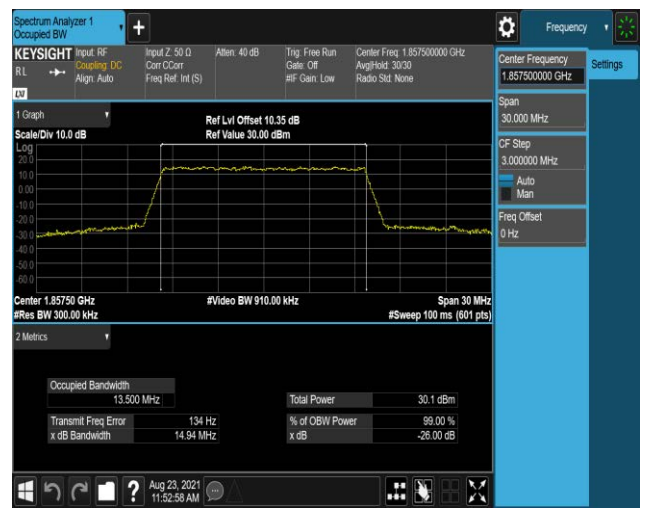 Spectrum Analyzer 1
Occupied BW
+
Frequency
KEYSIGHT
R L
LXI
Input: RF
Coupling: DC
Align: Auto
Input Z: 50 Ω
Corr CCorr
Freq Ref: Int (S)
Atten: 40 dB
Trig: Free Run
Gate: Off
#IF Gain: Low
Center Freq: 1.857500000 GHz
Avg|Hold: 30/30
Radio Std: None
Center Frequency
1.857500000 GHz
Settings
Span
30.000 MHz
CF Step
3.000000 MHz
Auto
Man
Freq Offset
0 Hz
1 Graph
Scale/Div 10.0 dB
Ref Lvl Offset 10.35 dB
Ref Value 30.00 dBm
Log
20.0
10.0
0.00
-10.0
-20.0
-30.0
-40.0
-50.0
-60.0
Center 1.85750 GHz
#Res BW 300.00 kHz
#Video BW 910.00 kHz
Span 30 MHz
#Sweep 100 ms (601 pts)
2 Metrics
Occupied Bandwidth
13.500 MHz
Total Power 30.1 dBm
Transmit Freq Error 134 Hz
% of OBW Power 99.00 %
x dB Bandwidth 14.94 MHz
x dB -26.00 dB
?
Aug 23, 2021
11:52:58 AM